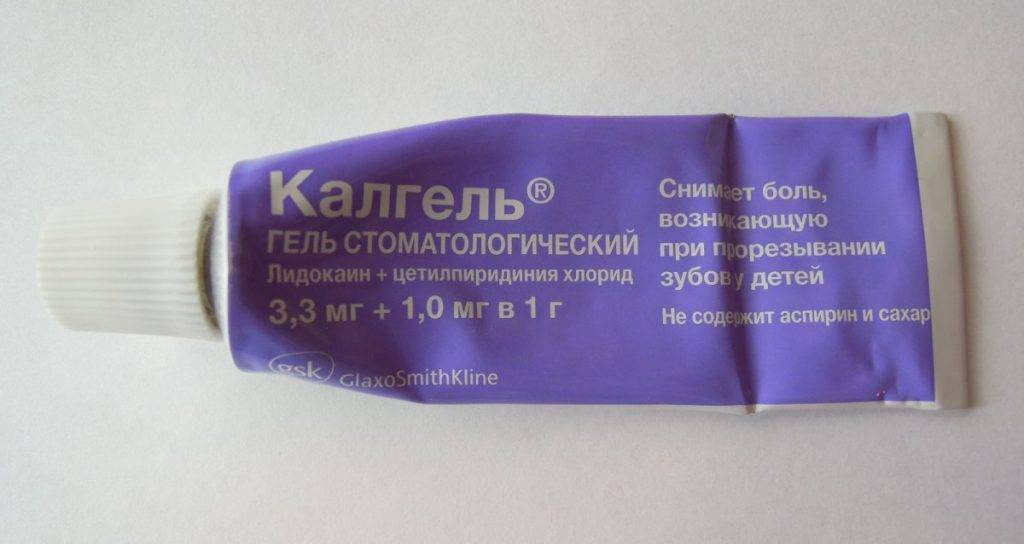 Калгель®
ГЕЛЬ СТОМАТОЛОГИЧЕСКИЙ
Лидокаин + цетилпиридиния хлорид
3,3 мг + 1,0 мг в 1 г
gsk GlaxoSmithKline
Снимает боль,
возникающую
при прорезывании
зубов у детей
Не содержит аспирин и сахар